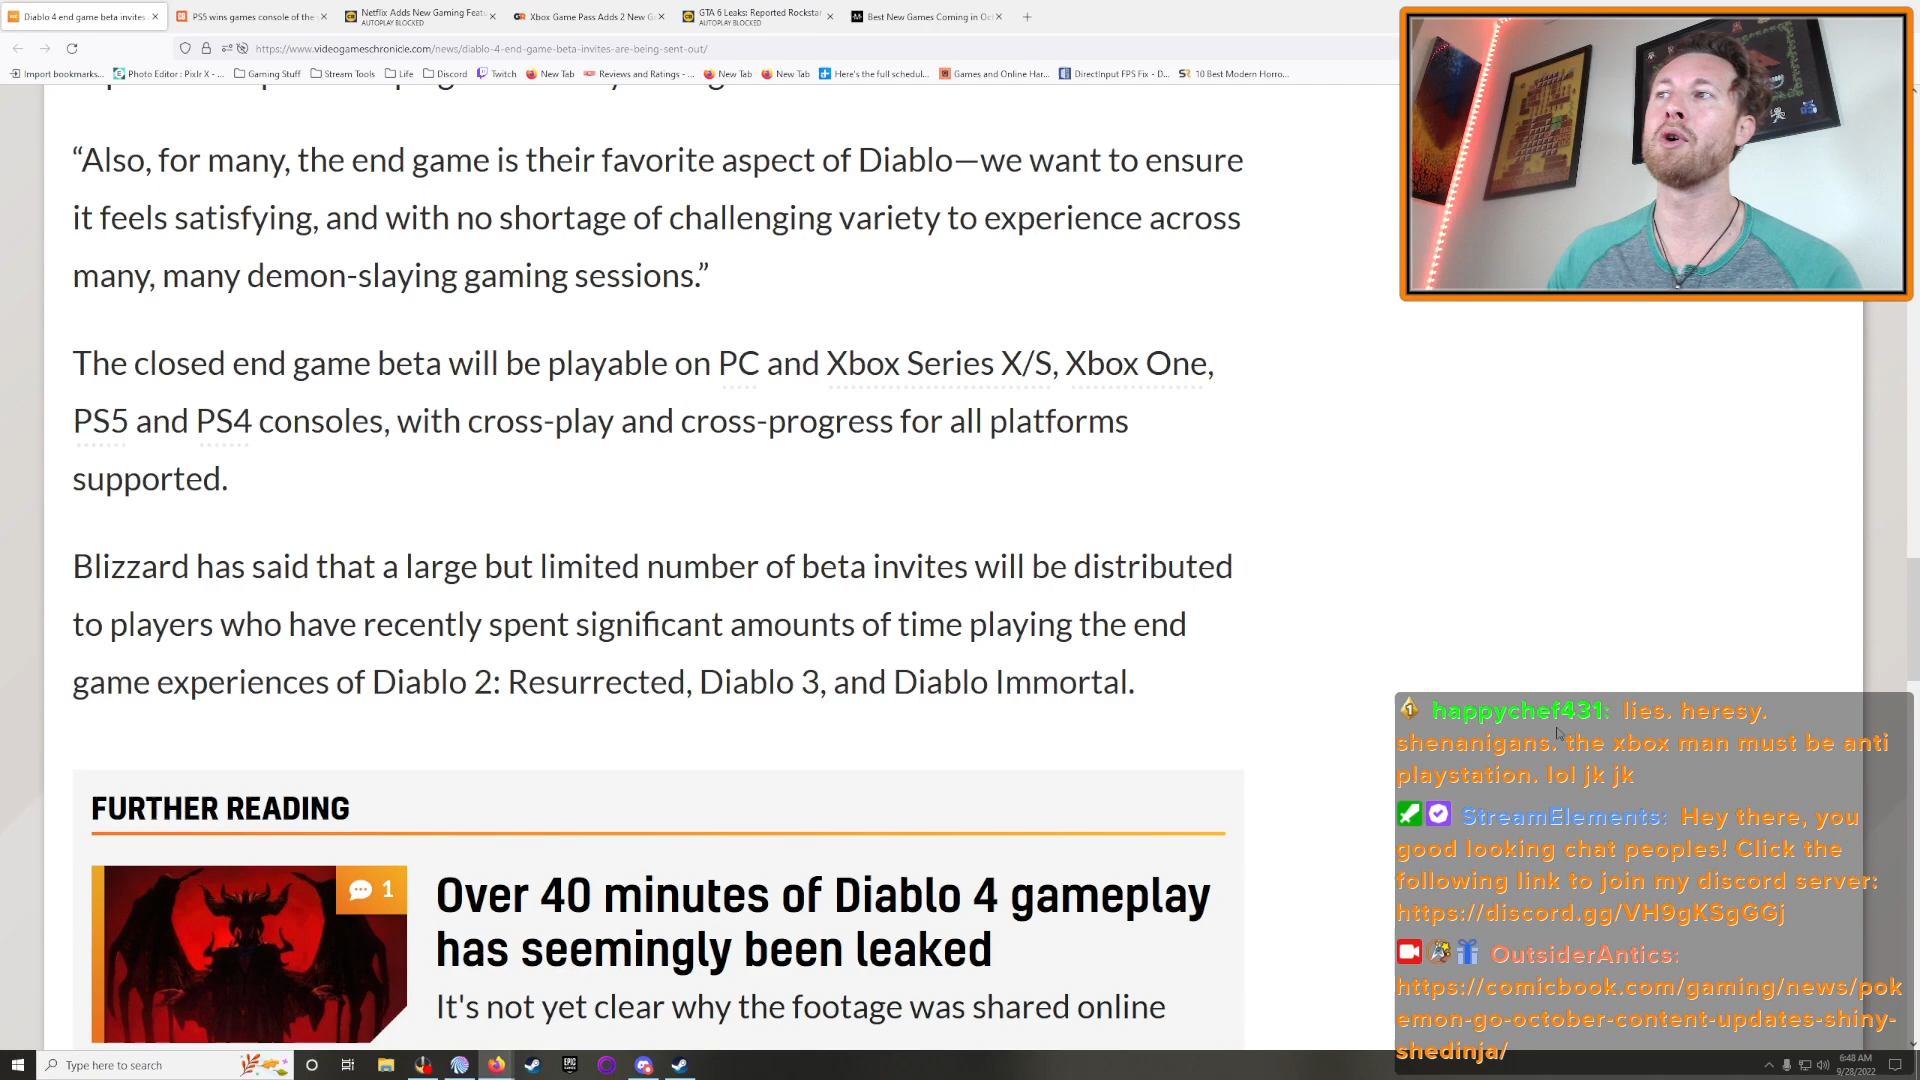 Diablo 4 end game beta invites
PS5 wins games console of the
Netflix Adds New Gaming Featu
AUTOPLAY BLOCKED
Xbox Game Pass Adds 2 New G
GTA 6 Leaks: Reported Rockstar
AUTOPLAY BLOCKED
Best New Games Coming in Oct
https://www.videogameschronicle.com/news/diablo-4-end-game-beta-invites-are-being-sent-out/
Import bookmarks...
Photo Editor : Pixlr X - ...
Gaming Stuff
Stream Tools
Life
Discord
Twitch
New Tab
Reviews and Ratings - ...
New Tab
New Tab
Here's the full schedul...
Games and Online Har...
DirectInput FPS Fix - D...
10 Best Modern Horro...
“Also, for many, the end game is their favorite aspect of Diablo—we want to ensure
it feels satisfying, and with no shortage of challenging variety to experience across
many, many demon-slaying gaming sessions.”
The closed end game beta will be playable on PC and Xbox Series X/S, Xbox One,
PS5 and PS4 consoles, with cross-play and cross-progress for all platforms
supported.
Blizzard has said that a large but limited number of beta invites will be distributed
to players who have recently spent significant amounts of time playing the end
game experiences of Diablo 2: Resurrected, Diablo 3, and Diablo Immortal.
FURTHER READING
1
Over 40 minutes of Diablo 4 gameplay
has seemingly been leaked
It's not yet clear why the footage was shared online
happychef431: lies. heresy.
shenanigans. the xbox man must be anti
playstation. lol jk jk
StreamElements: Hey there, you
good looking chat peoples! Click the
following link to join my discord server:
https://discord.gg/VH9gKSgGGj
OutsiderAntics:
https://comicbook.com/gaming/news/pok
emon-go-october-content-updates-shiny-
shedinja/
Type here to search
6:48 AM
9/28/2022